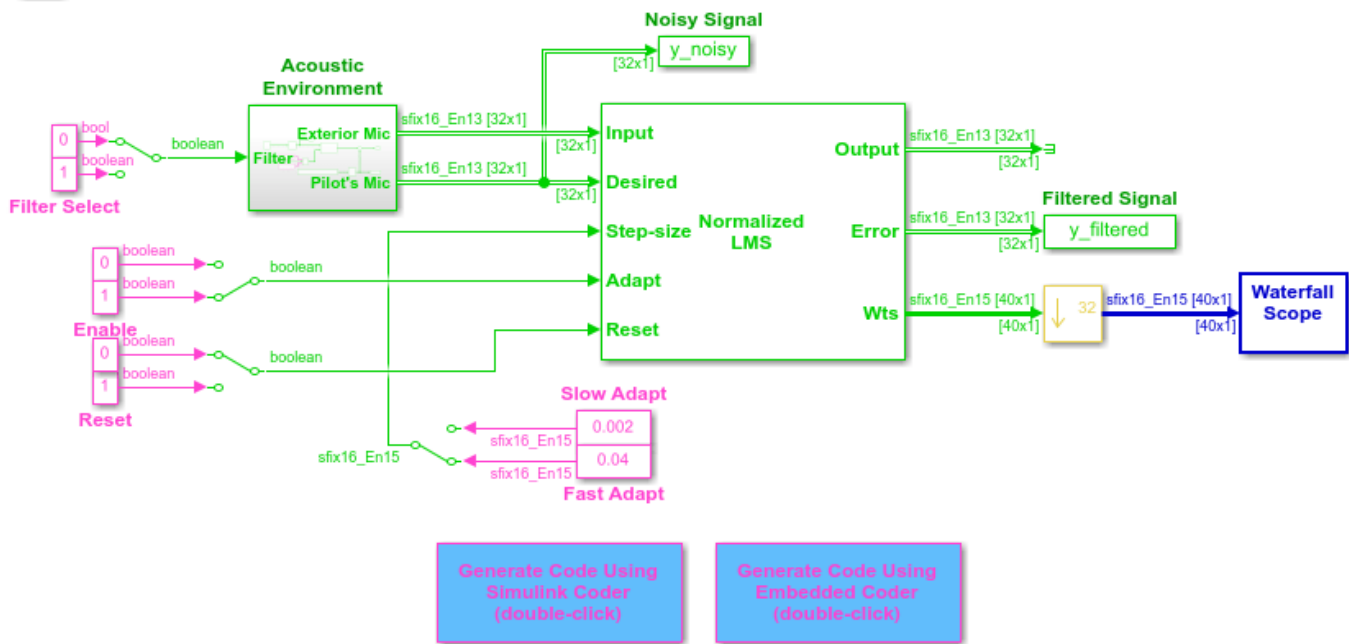 Noisy Signal
y_noisy
[32x1]
Acoustic
Environment
Exterior Mic
Filter
Pilot's Mic
sfix16_En13 [32x1]
[32x1]
sfix16_En13 [32x1]
[32x1]
0
1
bool
boolean
boolean
Filter Select
Input
Desired
Step-size
Adapt
Reset
Normalized
LMS
Output
Error
Wts
sfix16_En13 [32x1]
[32x1]
Filtered Signal
sfix16_En13 [32x1]
y_filtered
[32x1]
sfix16_En15 [40x1]
[40x1]
32
sfix16_En15 [40x1]
[40x1]
Waterfall
Scope
0
1
boolean
boolean
boolean
Enable
0
1
boolean
boolean
boolean
Reset
Slow Adapt
0.002
sfix16_En15
sfix16_En15
0.04
sfix16_En15
Fast Adapt
Generate Code Using
Simulink Coder
(double-click)
Generate Code Using
Embedded Coder
(double-click)